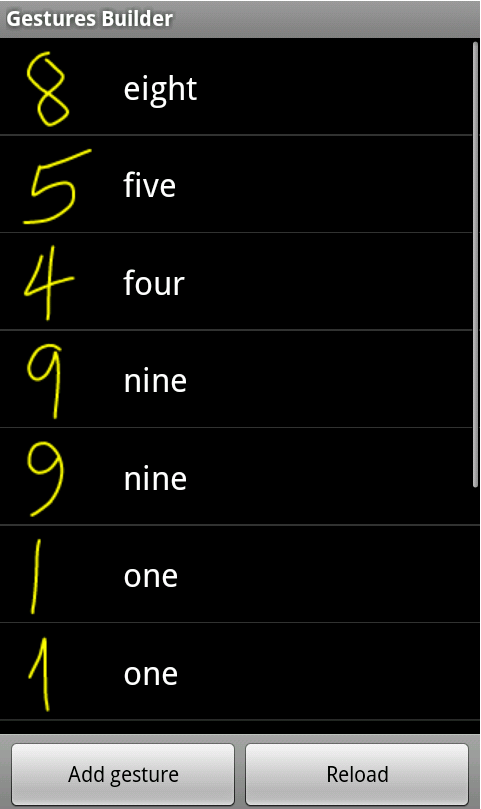 Gestures Builder
8 eight
5 five
4 four
9 nine
9 nine
1 one
1 one
Add gesture Reload